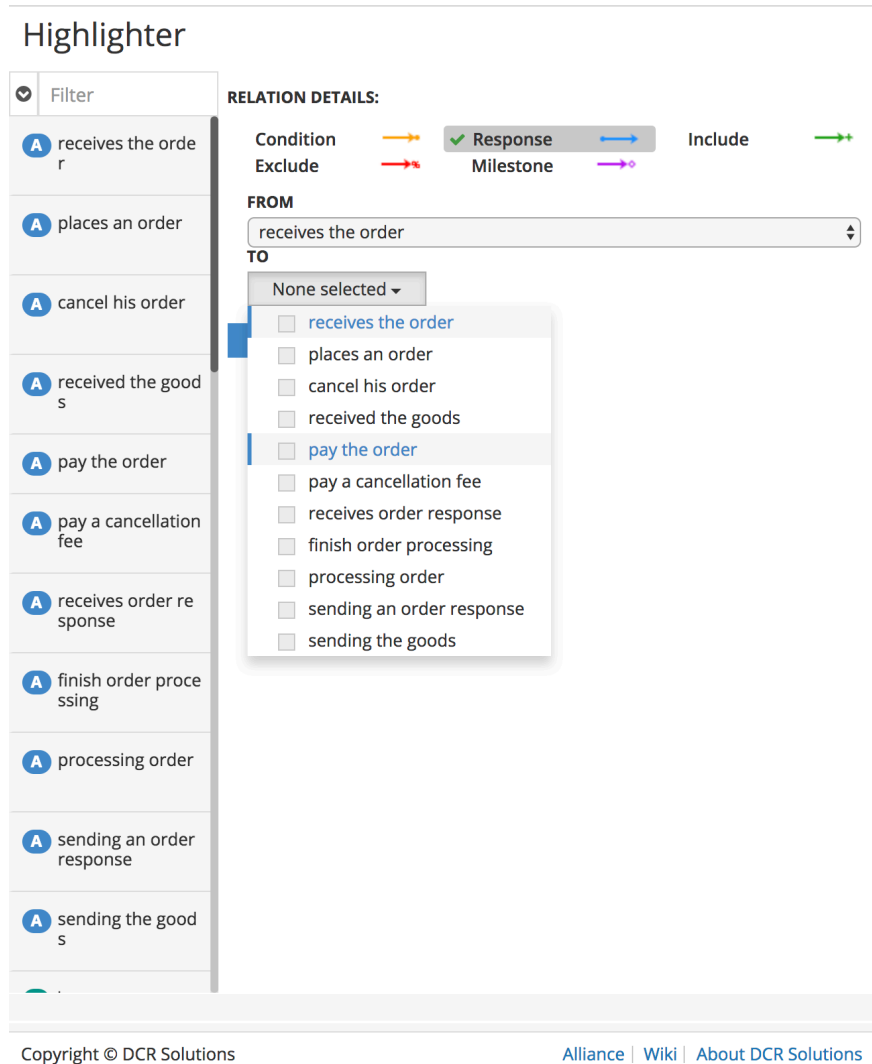 Highlighter
Filter
RELATION DETAILS:
Condition
Response
Include
Exclude
Milestone
FROM
receives the order
TO
None selected
receives the order
places an order
cancel his order
received the goods
pay the order
pay a cancellation fee
receives order response
finish order processing
processing order
sending an order response
sending the goods
A receives the orde
r
A places an order
A cancel his order
A received the good
s
A pay the order
A pay a cancellation
fee
A receives order re
sponse
A finish order proce
ssing
A processing order
A sending an order
response
A sending the good
s
Copyright © DCR Solutions
Alliance | Wiki | About DCR Solutions